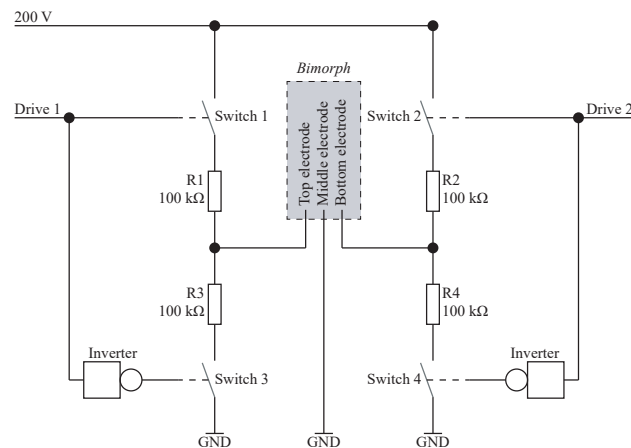 200 V
Bimorph
Drive 1
Switch 1
Top electrode
Middle electrode
Bottom electrode
Switch 2
Drive 2
R1
100 kΩ
R2
100 kΩ
R3
100 kΩ
R4
100 kΩ
Inverter
Switch 3
Switch 4
Inverter
GND
GND
GND